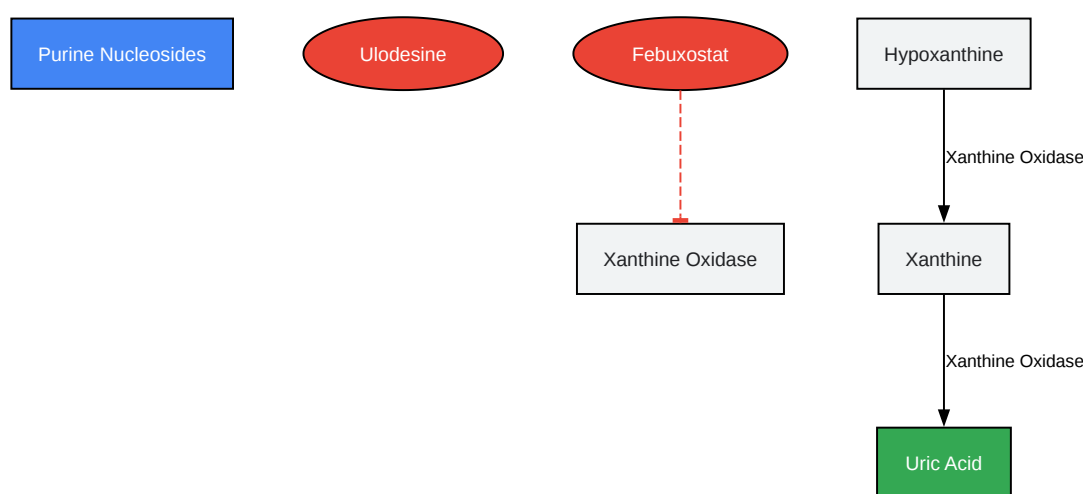 Purine Nucleosides
Ulodesine
Febuxostat
Hypoxanthine
Xanthine Oxidase
Xanthine Oxidase
Xanthine
Xanthine Oxidase
Uric Acid